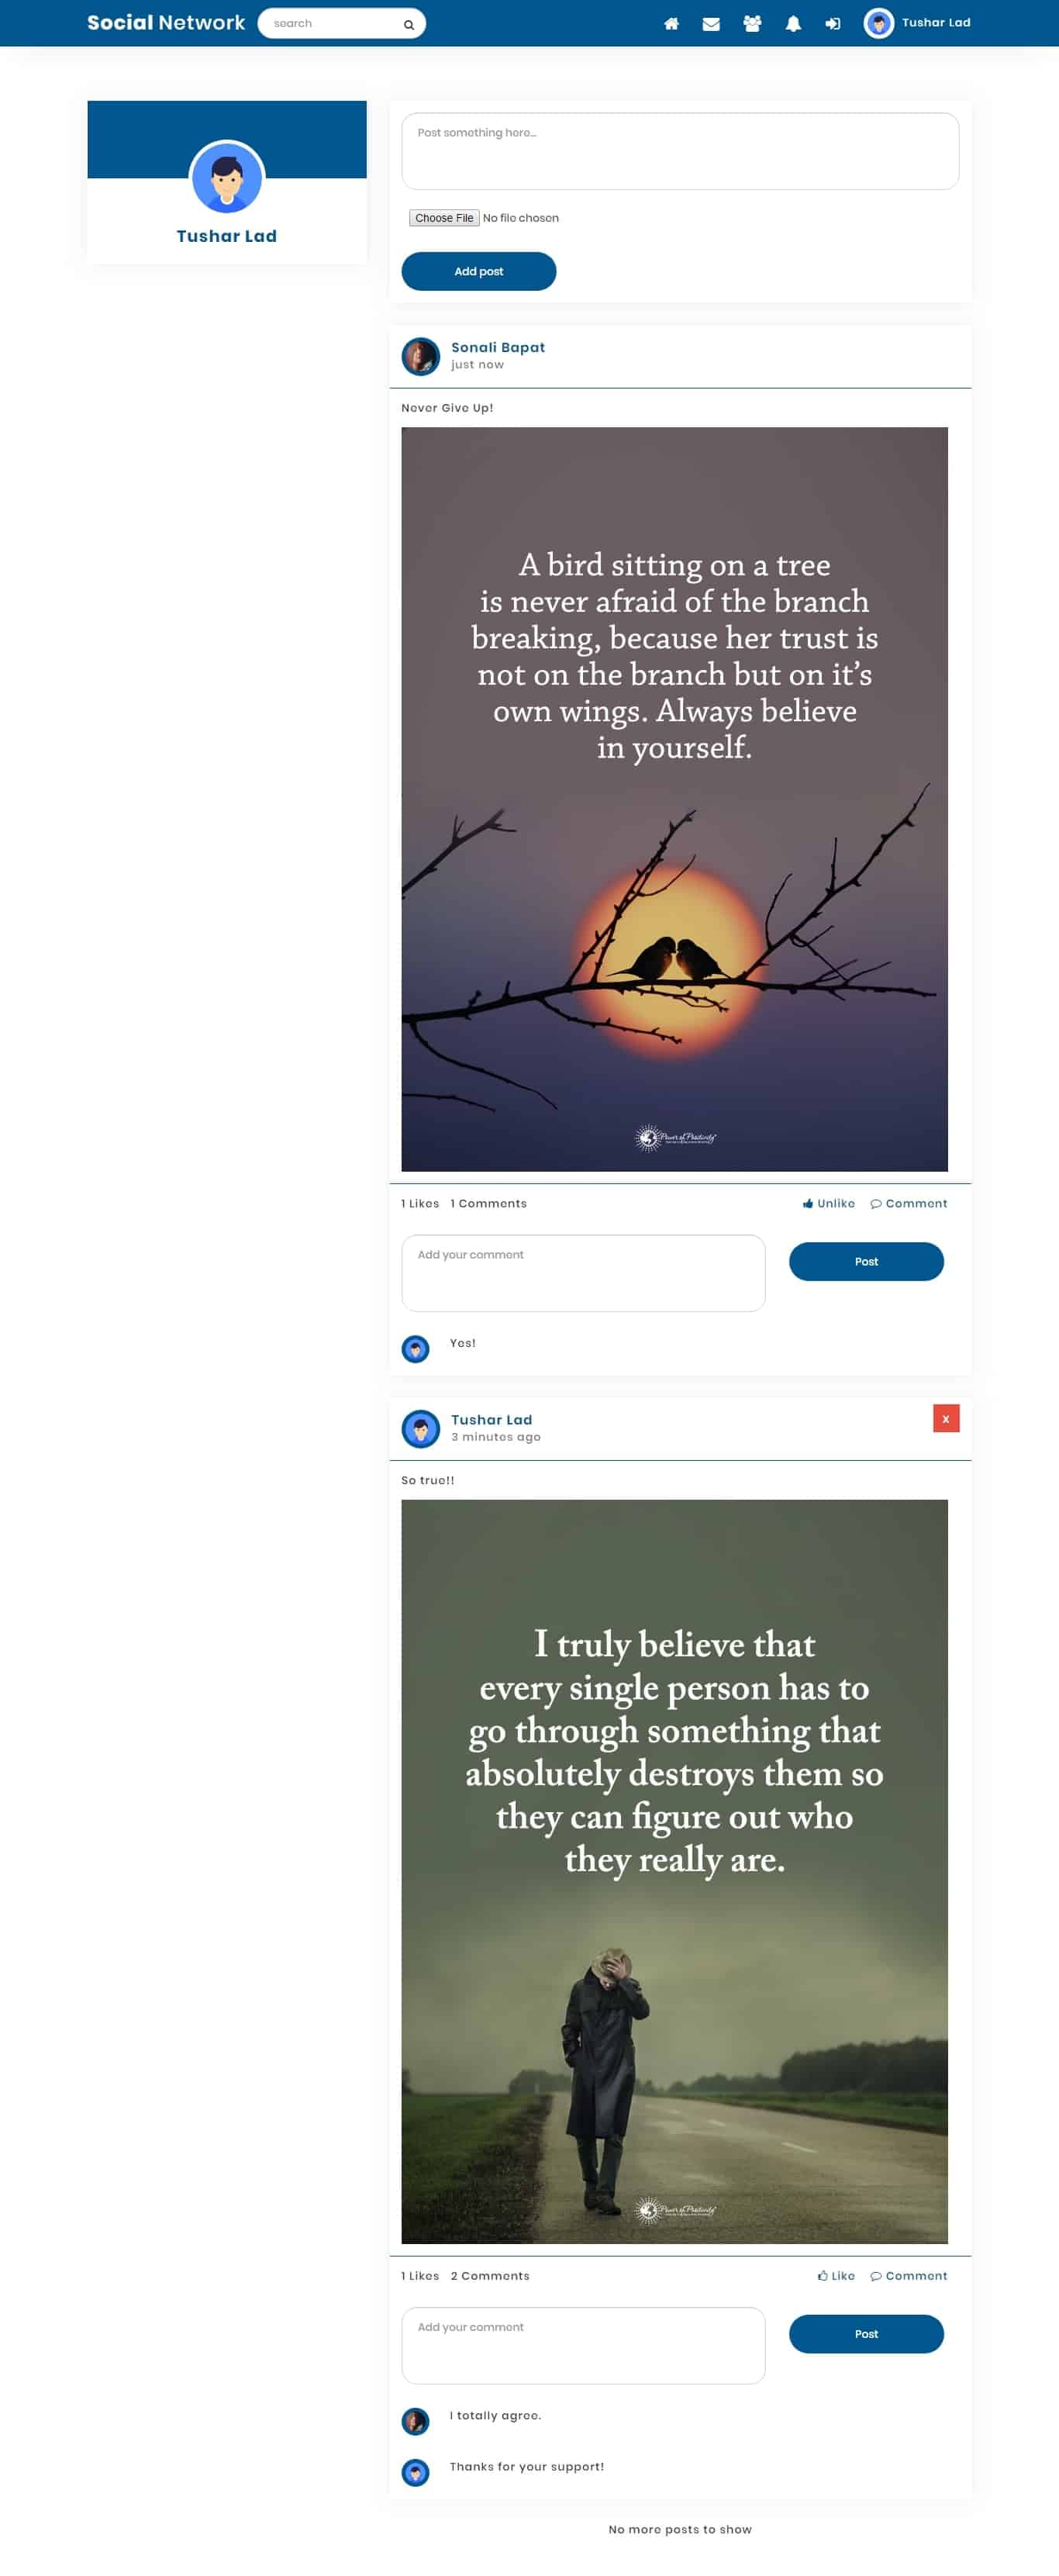 Social Network
search
Tushar Lad
Tushar Lad
Post something here...
Choose File No file chosen
Add post
Sonali Bapat
just now
Never Give Up!
A bird sitting on a tree
is never afraid of the branch
breaking, because her trust is
not on the branch but on it’s
own wings. Always believe
in yourself.
Power of Positivity
1 Likes 1 Comments
Unlike Comment
Add your comment
Post
Yes!
Tushar Lad
3 minutes ago
x
So true!!
I truly believe that
every single person has to
go through something that
absolutely destroys them so
they can figure out who
they really are.
Power of Positivity
1 Likes 2 Comments
Like Comment
Add your comment
Post
I totally agree.
Thanks for your support!
No more posts to show